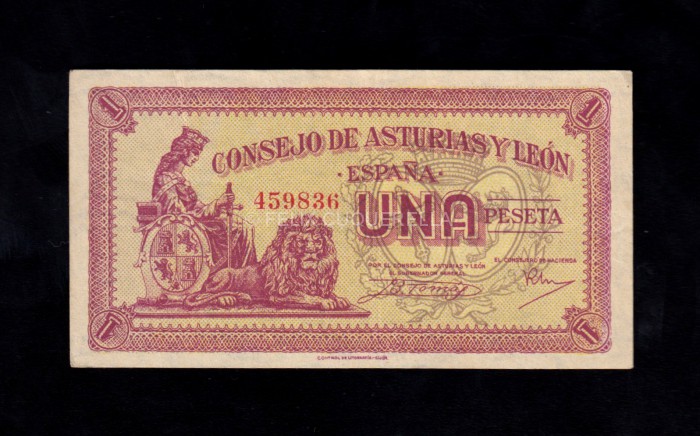 1 1
CONSEJO DE ASTURIAS Y LEÓN
· ESPAÑA ·
459836
UNA PESETA
POR EL CONSEJO DE ASTURIAS Y LEÓN
EL GOBERNADOR GENERAL
EL CONSEJERO DE HACIENDA
1 1